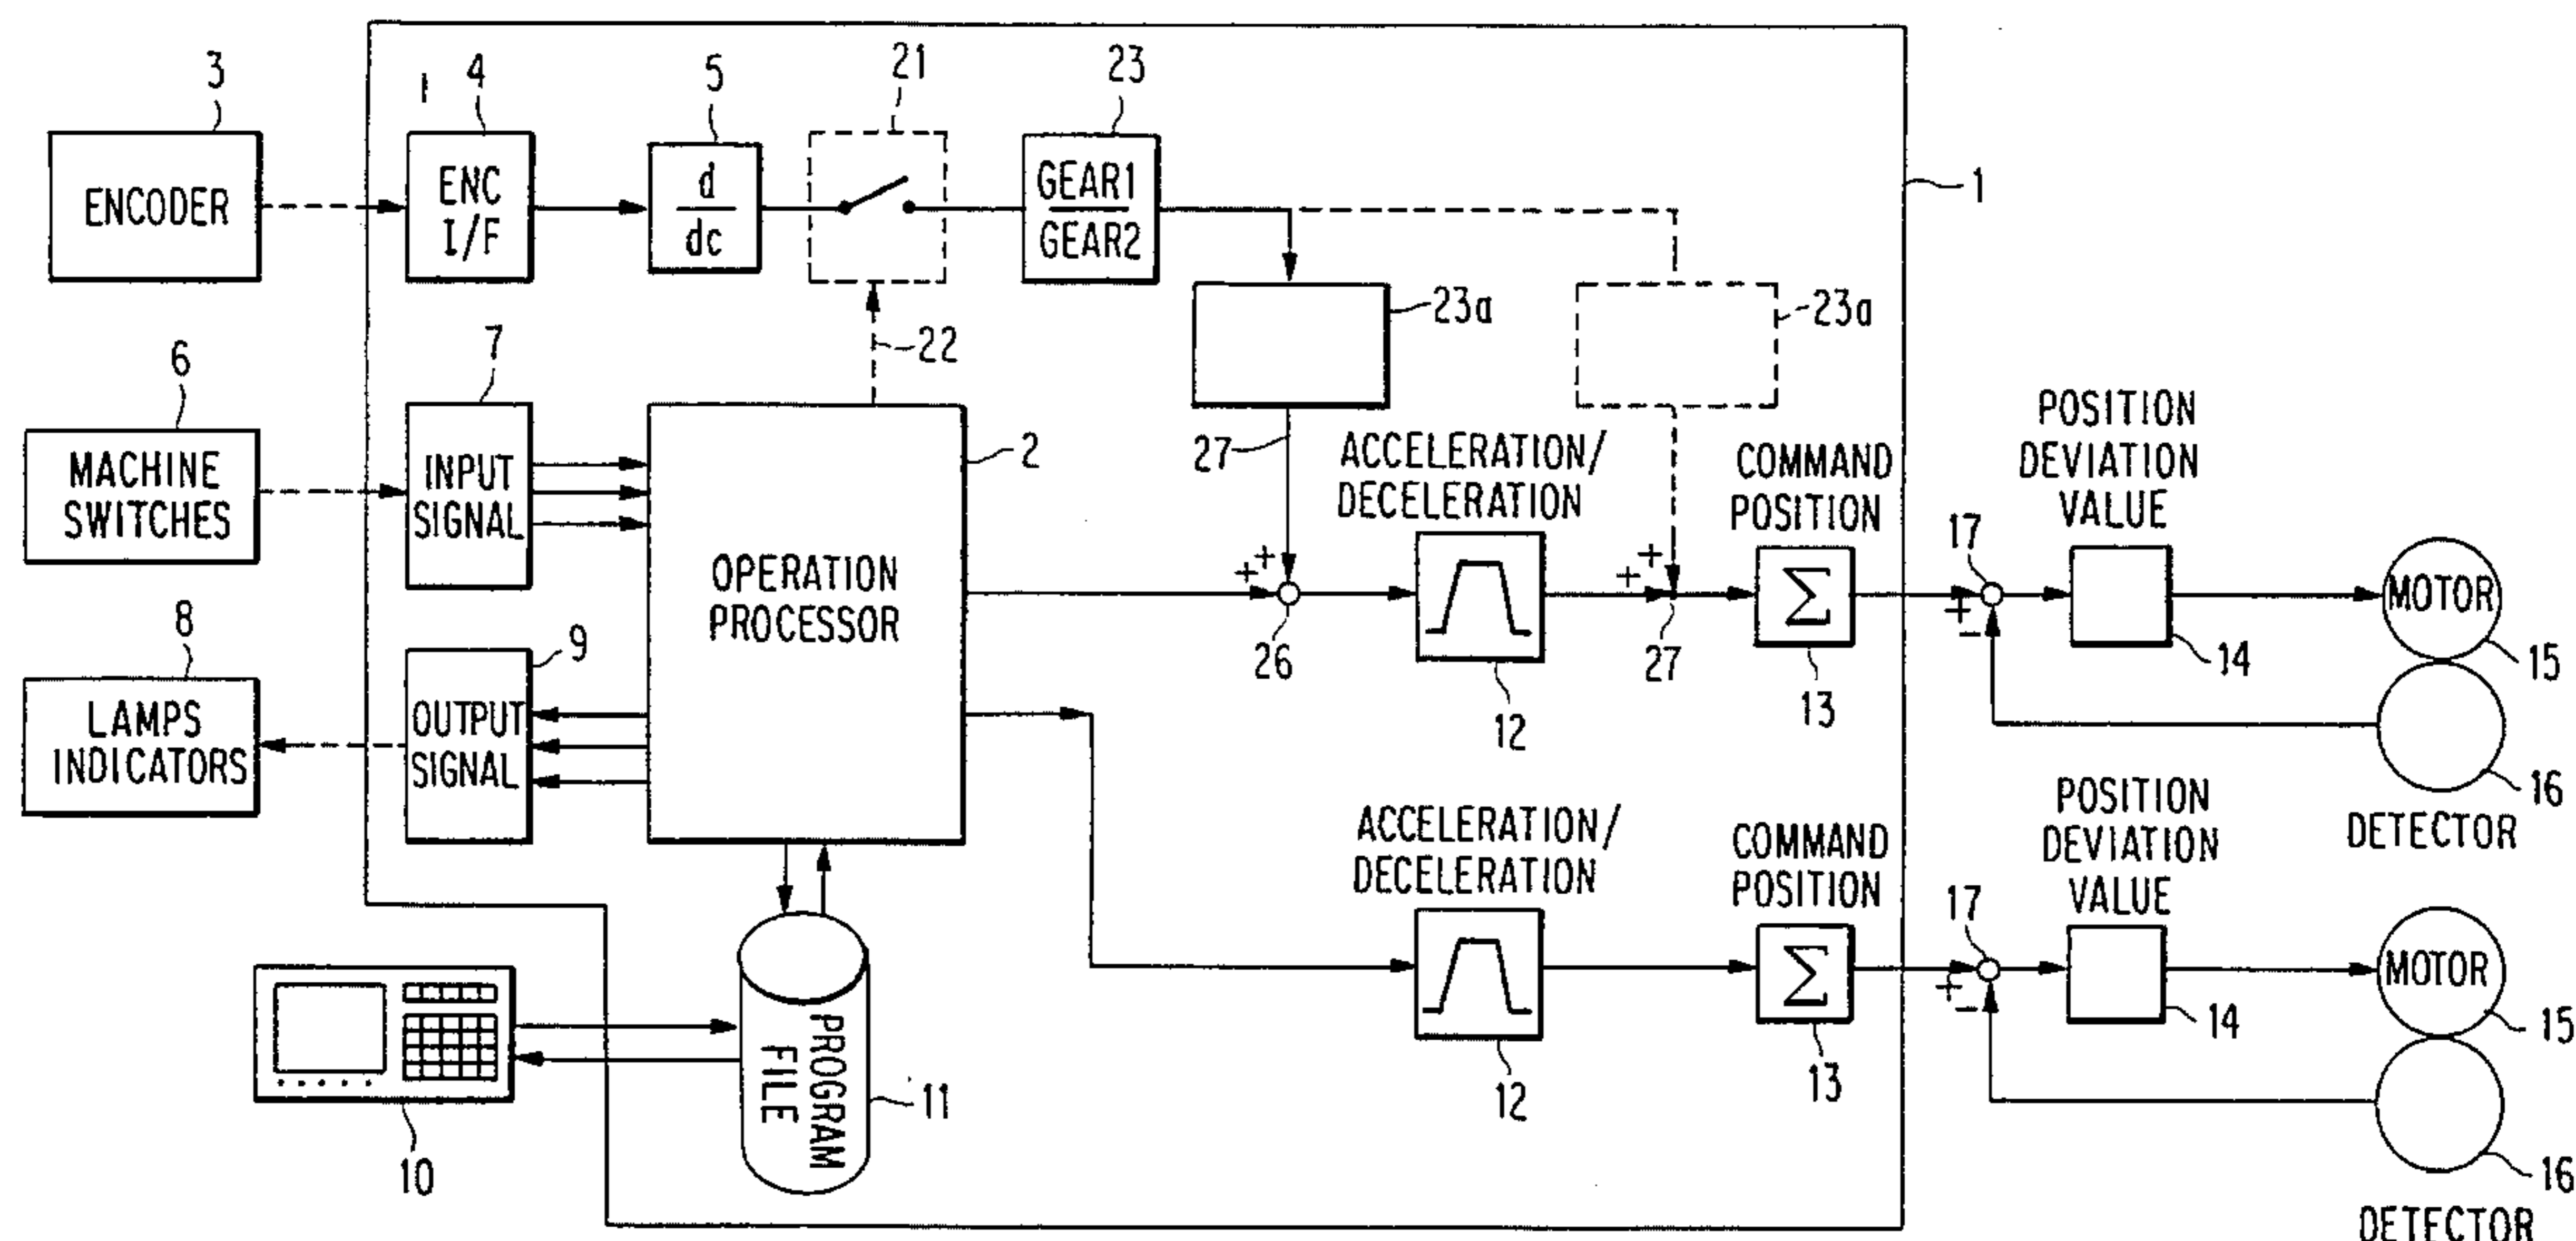 3
ENCODER
1
4
ENC
I/F
5
d
dc
21
23
GEAR1
GEAR2
1
23a
23a
22
6
MACHINE
SWITCHES
7
INPUT
SIGNAL
2
OPERATION
PROCESSOR
27
+
+
26
ACCELERATION/
DECELERATION
12
+
+
27
COMMAND
POSITION
Σ
13
17
+
−
POSITION
DEVIATION
VALUE
14
MOTOR
15
16
DETECTOR
8
LAMPS
INDICATORS
9
OUTPUT
SIGNAL
10
PROGRAM
FILE
11
ACCELERATION/
DECELERATION
12
COMMAND
POSITION
Σ
13
17
+
−
POSITION
DEVIATION
VALUE
14
MOTOR
15
16
DETECTOR